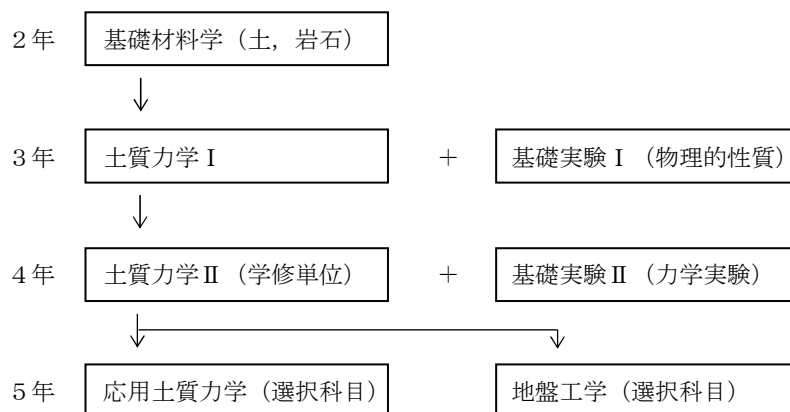 ２年 基礎材料学（土，岩石）
３年 土質力学Ⅰ ＋ 基礎実験Ⅰ（物理的性質）
４年 土質力学Ⅱ（学修単位） ＋ 基礎実験Ⅱ（力学実験）
５年 応用土質力学（選択科目） 地盤工学（選択科目）